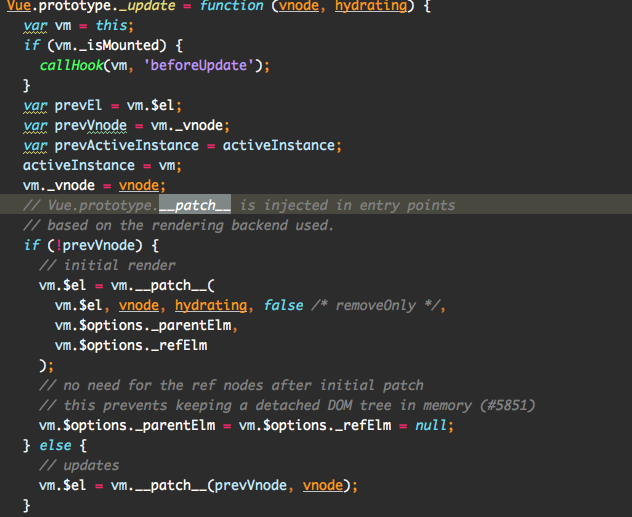 Vue.prototype._update = function (vnode, hydrating) {
  var vm = this;
  if (vm._isMounted) {
    callHook(vm, 'beforeUpdate');
  }
  var prevEl = vm.$el;
  var prevVnode = vm._vnode;
  var prevActiveInstance = activeInstance;
  activeInstance = vm;
  vm._vnode = vnode;
  // Vue.prototype.__patch__ is injected in entry points
  // based on the rendering backend used.
  if (!prevVnode) {
    // initial render
    vm.$el = vm.__patch__(
      vm.$el, vnode, hydrating, false /* removeOnly */,
      vm.$options._parentElm,
      vm.$options._refElm
    );
    // no need for the ref nodes after initial patch
    // this prevents keeping a detached DOM tree in memory (#5851)
    vm.$options._parentElm = vm.$options._refElm = null;
  } else {
    // updates
    vm.$el = vm.__patch__(prevVnode, vnode);
  }